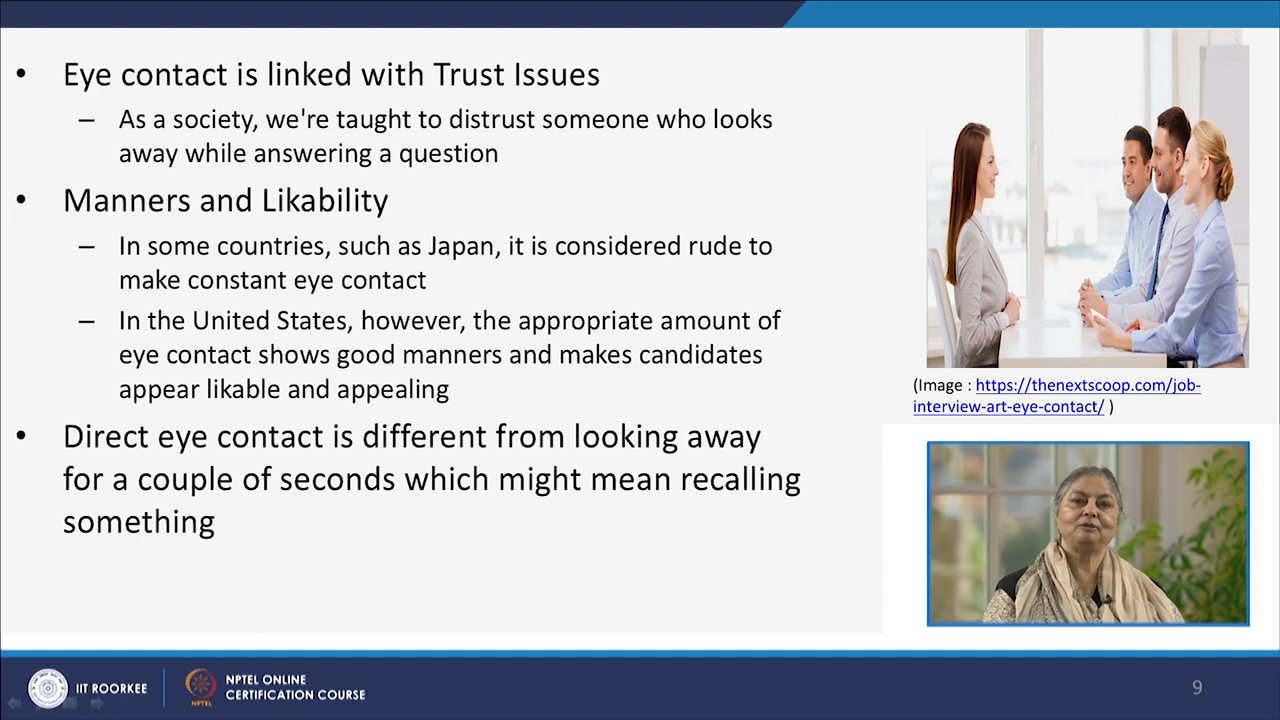 • Eye contact is linked with Trust Issues
– As a society, we're taught to distrust someone who looks
away while answering a question
• Manners and Likability
– In some countries, such as Japan, it is considered rude to
make constant eye contact
– In the United States, however, the appropriate amount of
eye contact shows good manners and makes candidates
appear likable and appealing
• Direct eye contact is different from looking away
for a couple of seconds which might mean recalling
something
(Image : https://thenextscoop.com/job-
interview-art-eye-contact/ )
IIT ROORKEE
NPTEL
NPTEL ONLINE
CERTIFICATION COURSE
9